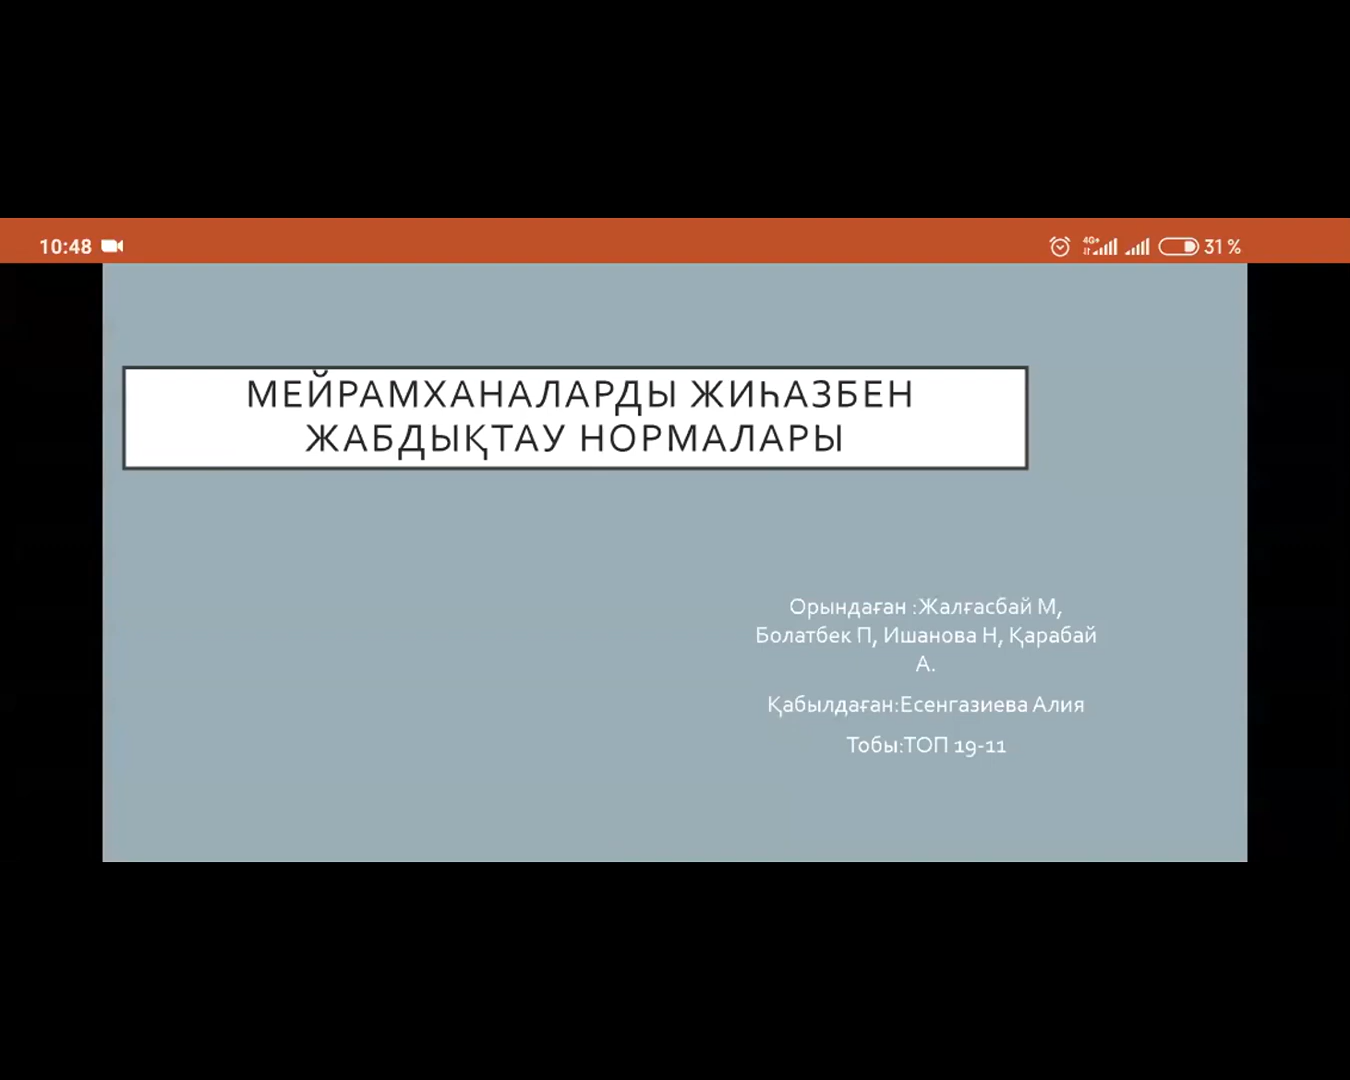 10:48
4G+
31 %
МЕЙРАМХАНАЛАРДЫ ЖИҺАЗБЕН
ЖАБДЫҚТАУ НОРМАЛАРЫ
Орындаған :Жалғасбай М,
Болатбек П, Ишанова Н, Қарабай
А.
Қабылдаған:Есенгазиева Алия
Тобы:ТОП 19-11